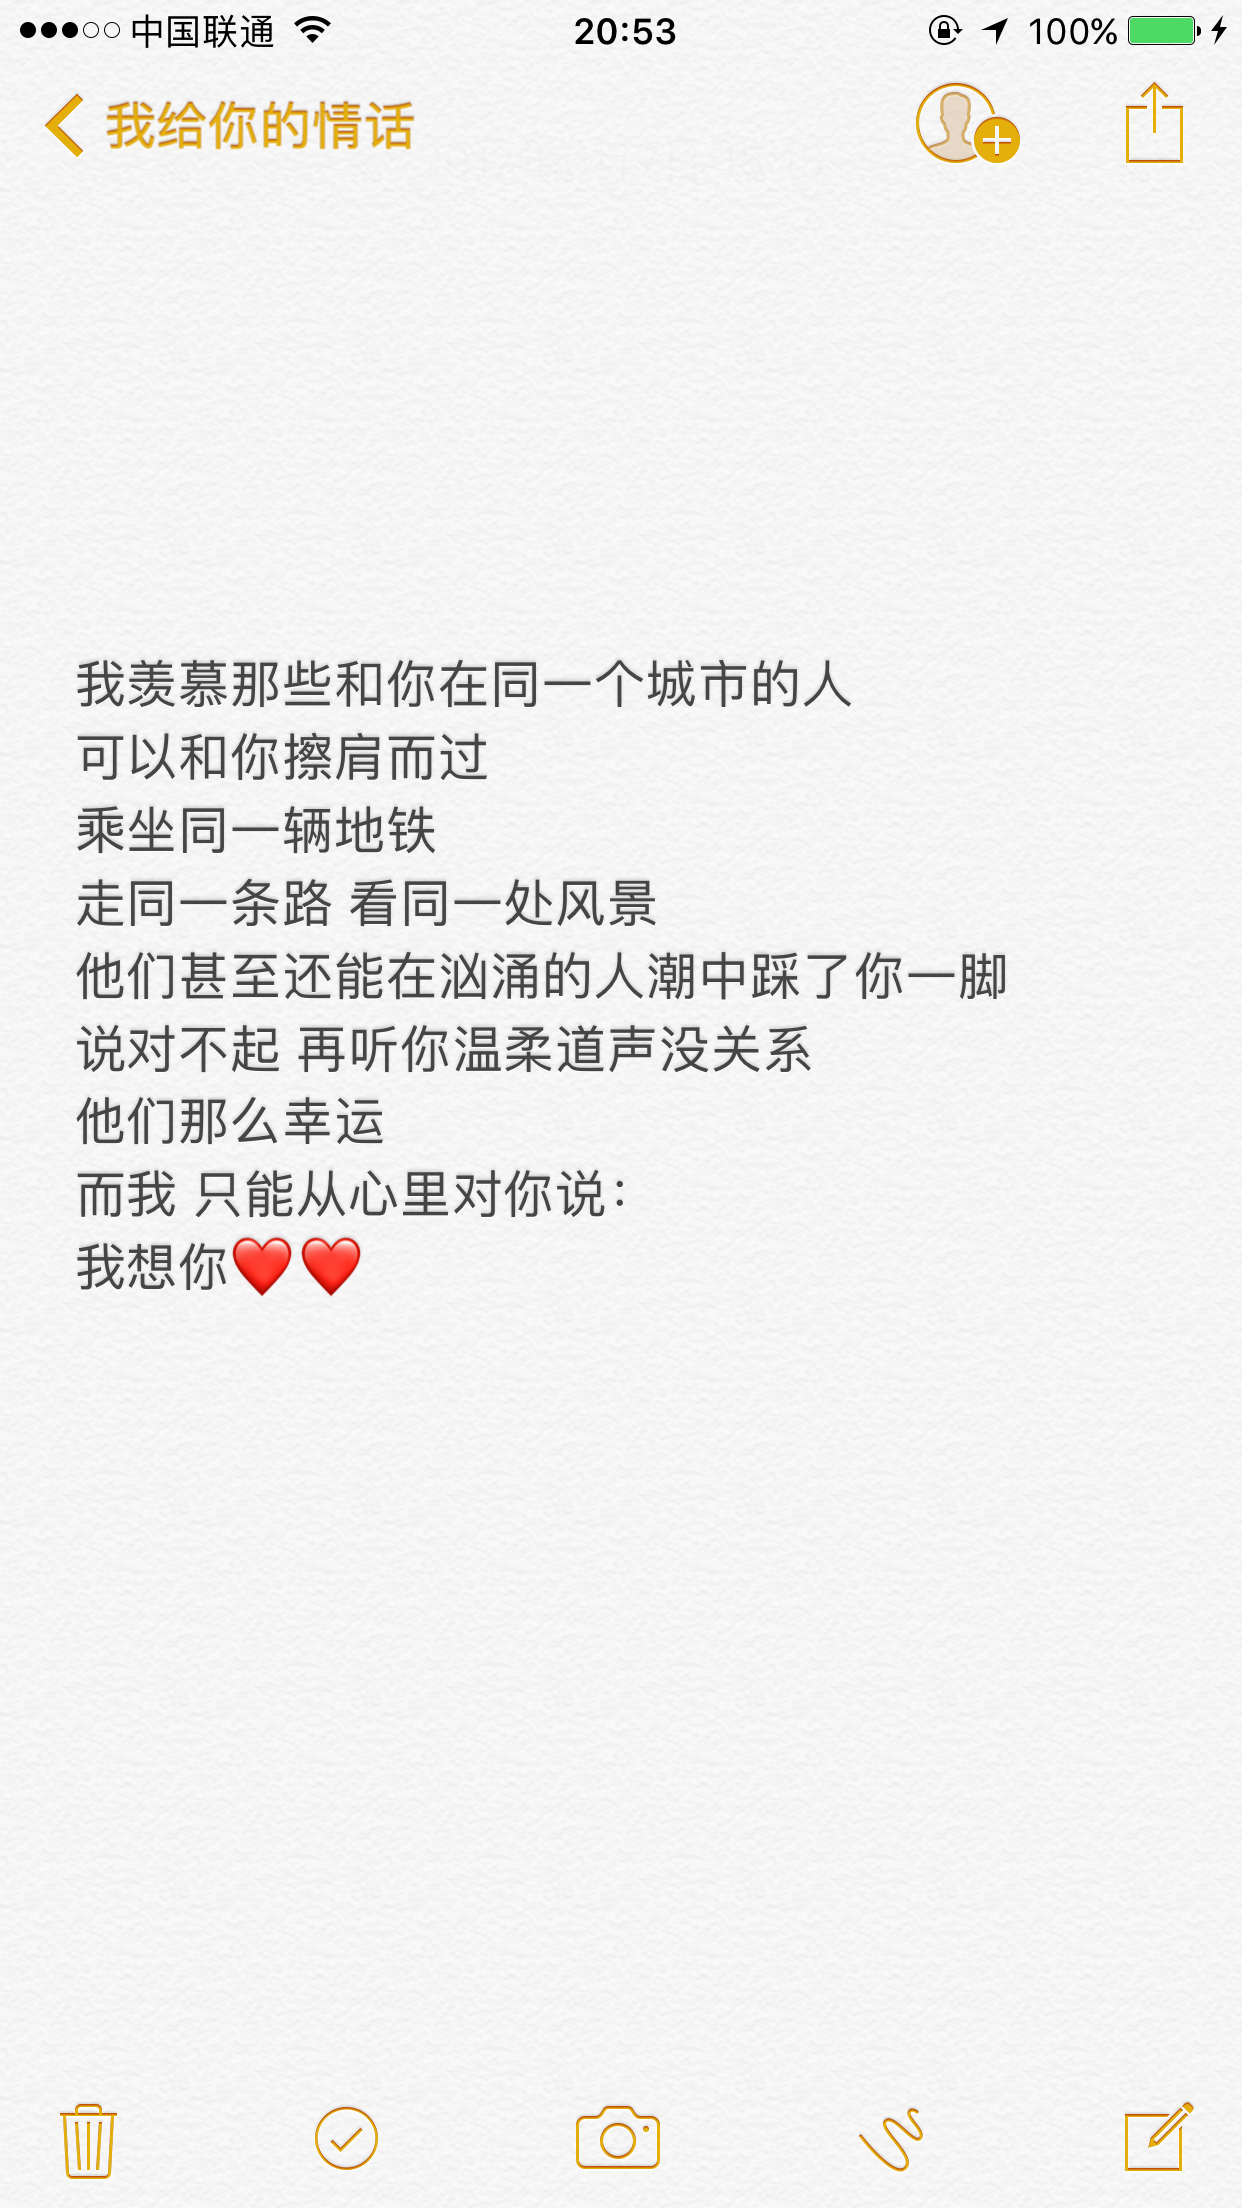 中国联通 20:53 100%
我给你的情话
我羡慕那些和你在同一个城市的人
可以和你擦肩而过
乘坐同一辆地铁
走同一条路 看同一处风景
他们甚至还能在汹涌的人潮中踩了你一脚
说对不起 再听你温柔道声没关系
他们那么幸运
而我 只能从心里对你说：
我想你❤️❤️